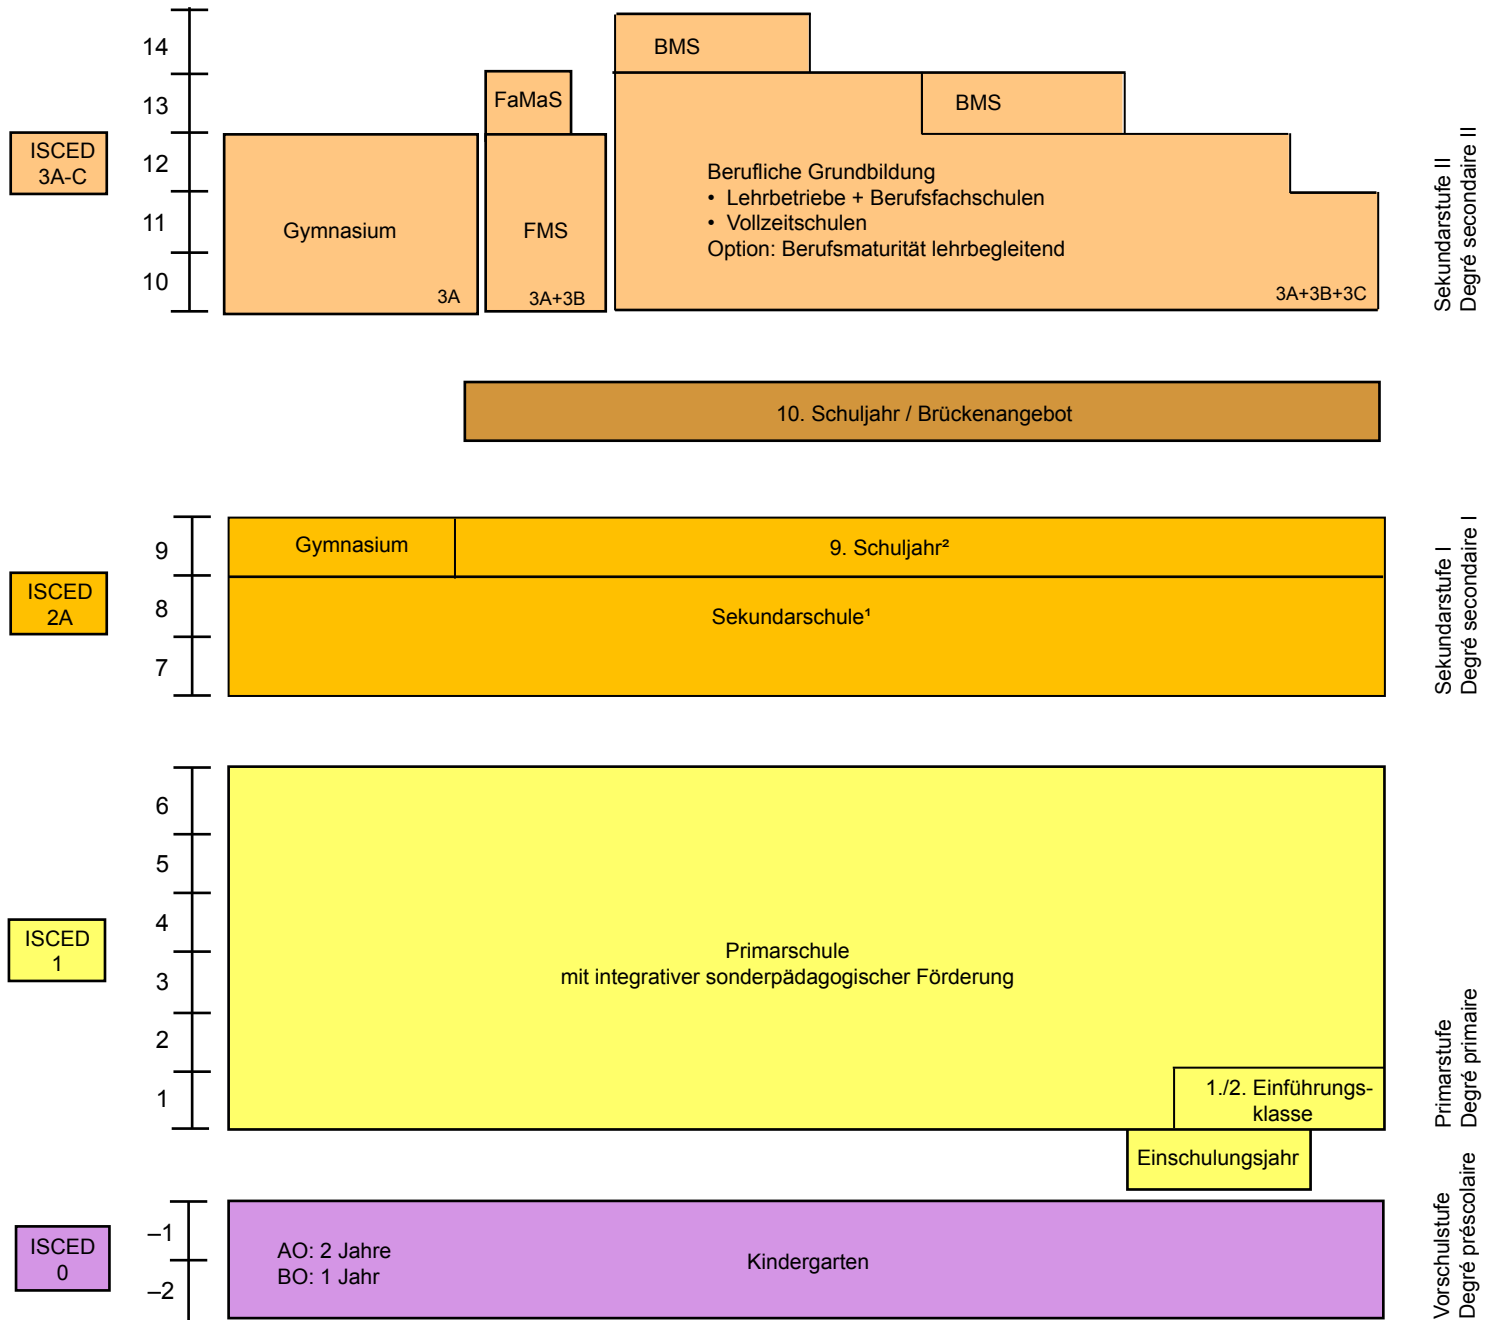 14
BMS
13
FaMaS
BMS
ISCED
3A-C
12
Berufliche Grundbildung
• Lehrbetriebe + Berufsfachschulen
• Vollzeitschulen
Option: Berufsmaturität lehrbegleitend
11
Gymnasium
FMS
10
3A
3A+3B
3A+3B+3C
Sekundarstufe II
Degré secondaire II
10. Schuljahr / Brückenangebot
9
Gymnasium
9. Schuljahr²
ISCED
2A
8
Sekundarschule¹
7
Sekundarstufe I
Degré secondaire I
6
5
4
ISCED
1
Primarschule
mit integrativer sonderpädagogischer Förderung
3
2
1
1./2. Einführungs-
klasse
Primarstufe
Degré primaire
Einschulungsjahr
–1
ISCED
0
AO: 2 Jahre
BO: 1 Jahr
Kindergarten
–2
Vorschulstufe
Degré préscolaire